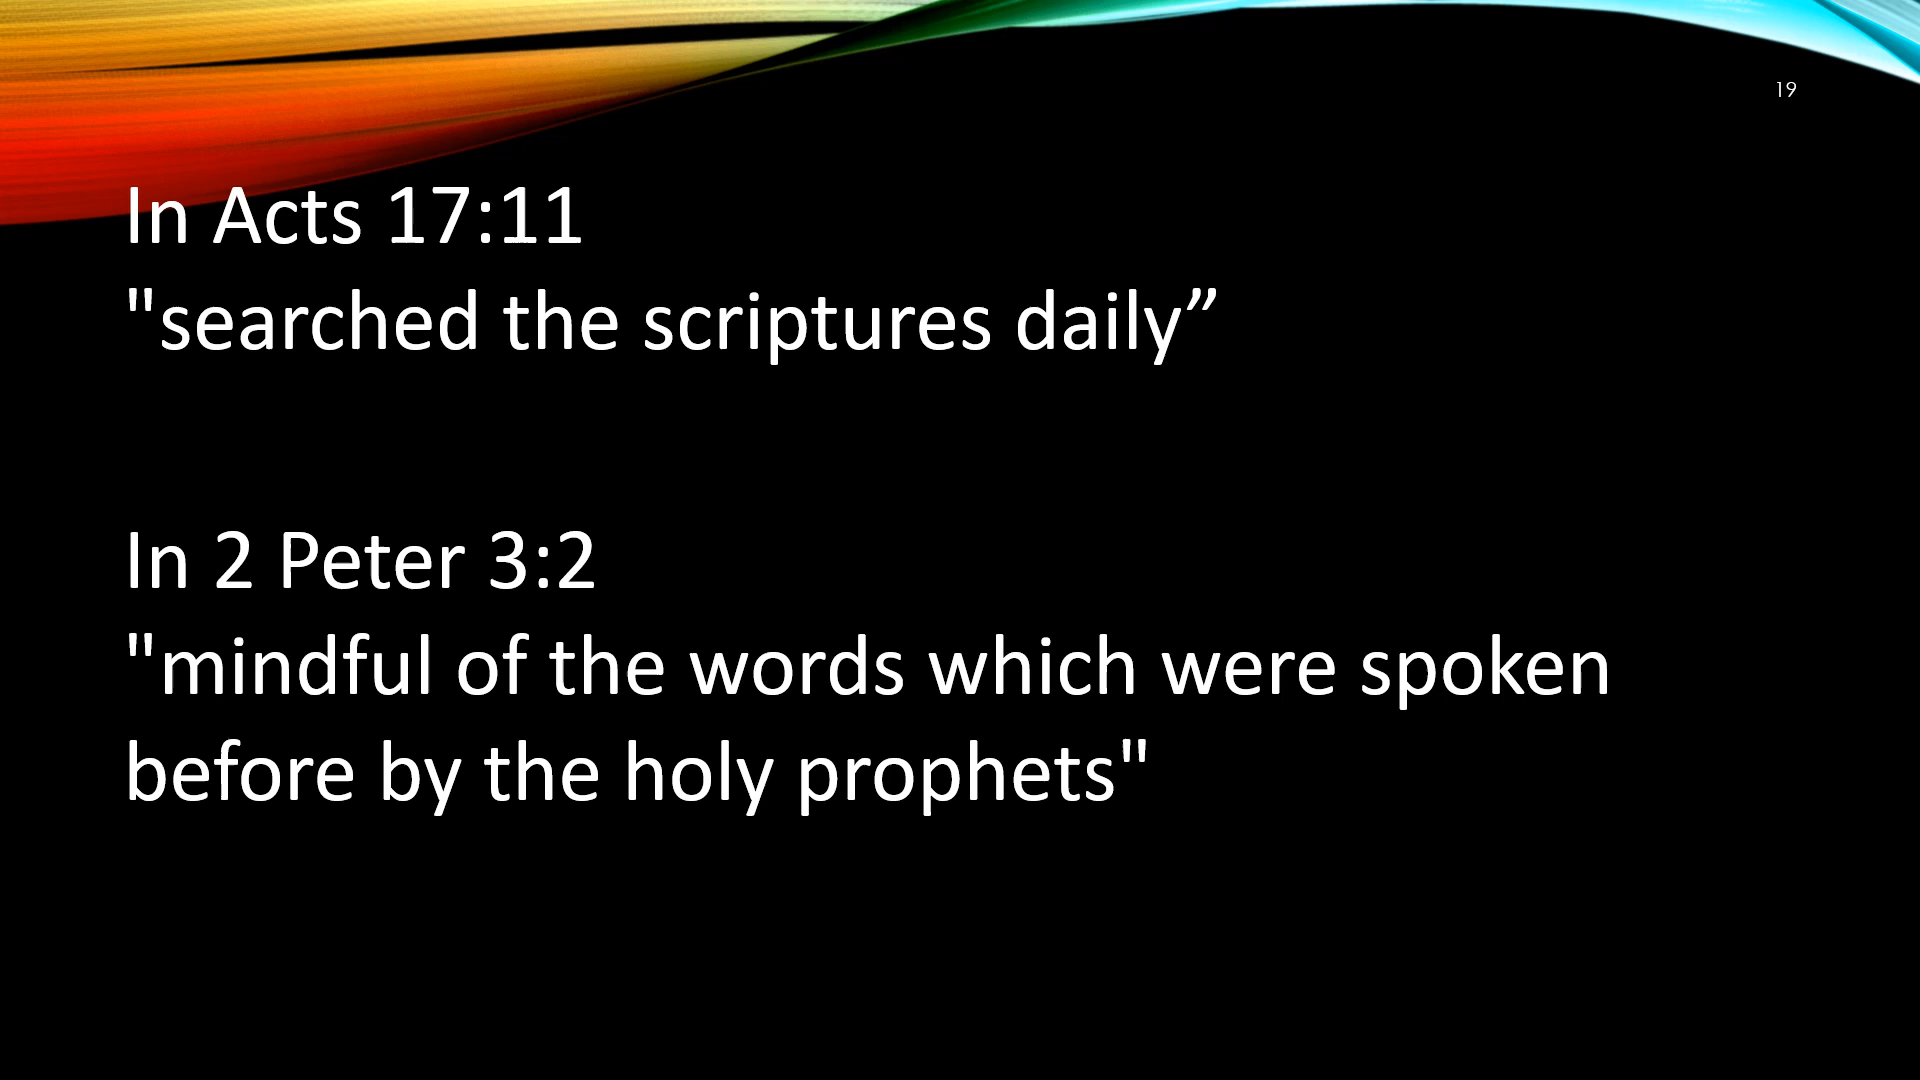 19
In Acts 17:11
"searched the scriptures daily”
In 2 Peter 3:2
"mindful of the words which were spoken
before by the holy prophets"